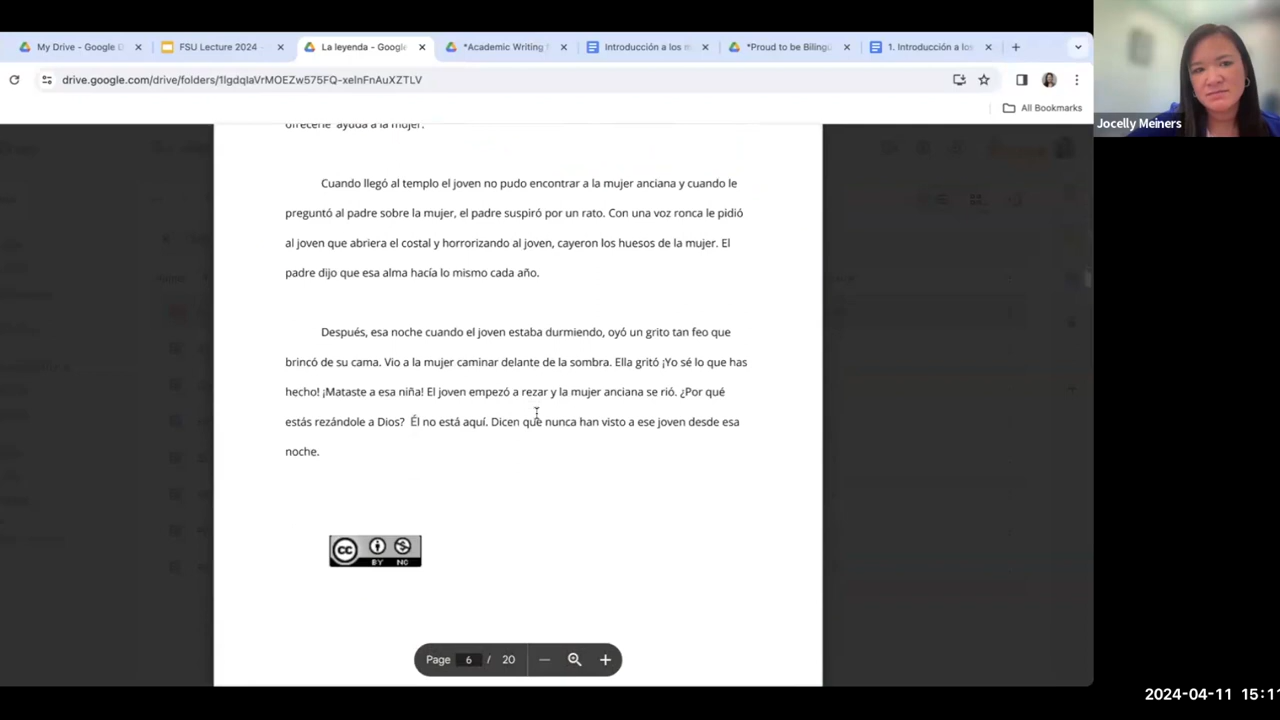 My Drive - Google D
FSU Lecture 2024 -
La leyenda - Google
*Academic Writing
Introducción a los m
*Proud to be Biling
1. Introducción a los
drive.google.com/drive/folders/1lgdqlaVrMOEZw575FQ-xelnFnAuXZTLV
All Bookmarks
Jocelly Meiners
ofrecerle ayuda a la mujer.
Cuando llegó al templo el joven no pudo encontrar a la mujer anciana y cuando le
preguntó al padre sobre la mujer, el padre suspiró por un rato. Con una voz ronca le pidió
al joven que abriera el costal y horrorizando al joven, cayeron los huesos de la mujer. El
padre dijo que esa alma hacía lo mismo cada año.
Después, esa noche cuando el joven estaba durmiendo, oyó un grito tan feo que
brincó de su cama. Vio a la mujer caminar delante de la sombra. Ella gritó ¡Yo sé lo que has
hecho! ¡Mataste a esa niña! El joven empezó a rezar y la mujer anciana se rió. ¿Por qué
estás rezándole a Dios? Él no está aquí. Dicen que nunca han visto a ese joven desde esa
noche.
CC BY NC
Page 6 / 20
2024-04-11 15:11